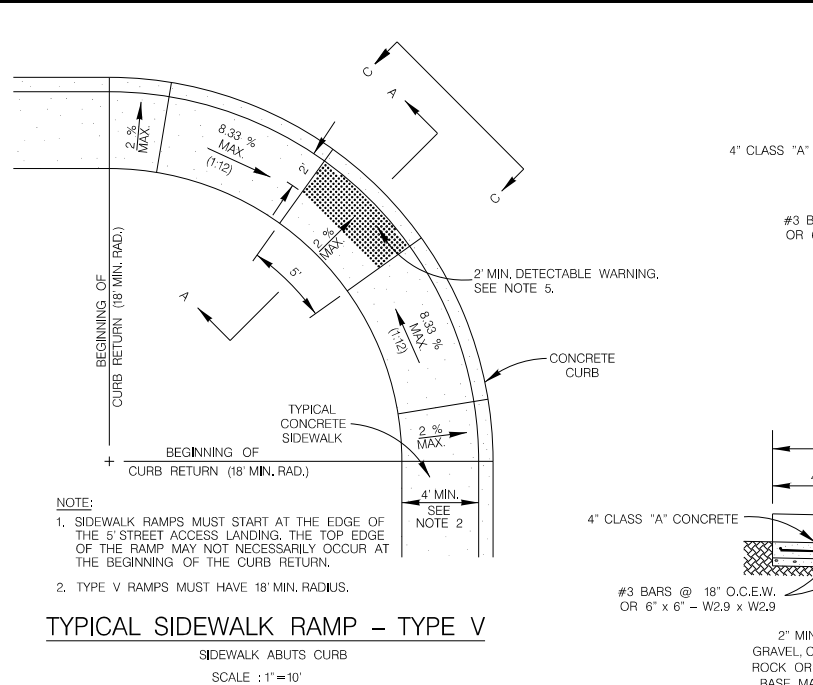 C
A
2 %
MAX.
8.33 %
MAX.
(1:12)
2'
C
4" CLASS "A"
#3 B
OR 6
2 %
MAX.
5'
2' MIN. DETECTABLE WARNING.
SEE NOTE 5.
A
BEGINNING OF
CURB RETURN (18' MIN. RAD.)
8.33 %
MAX.
(1:12)
CONCRETE
CURB
TYPICAL
CONCRETE
SIDEWALK
2 %
MAX.
BEGINNING OF
CURB RETURN (18' MIN. RAD.)
4' MIN.
SEE
NOTE 2
NOTE:
1. SIDEWALK RAMPS MUST START AT THE EDGE OF
THE 5' STREET ACCESS LANDING. THE TOP EDGE
OF THE RAMP MAY NOT NECESSARILY OCCUR AT
THE BEGINNING OF THE CURB RETURN.
2. TYPE V RAMPS MUST HAVE 18' MIN. RADIUS.
TYPICAL SIDEWALK RAMP – TYPE V
SIDEWALK ABUTS CURB
SCALE : 1"=10'
4" CLASS "A" CONCRETE
#3 BARS @ 18" O.C.E.W.
OR 6" x 6" – W2.9 x W2.9
2" MIN
GRAVEL, C
ROCK OR
BASE MA